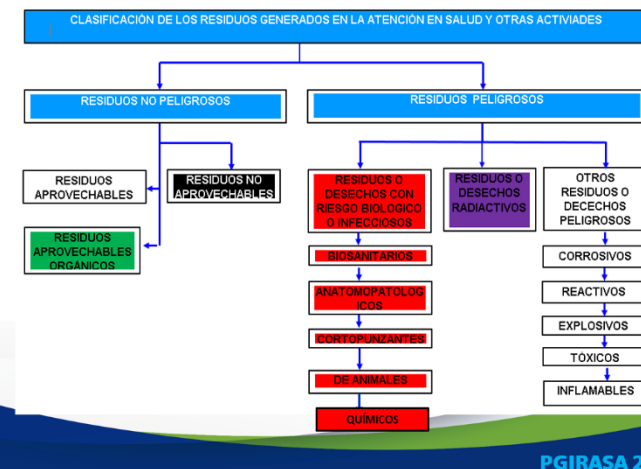 CLASIFICACIÓN DE LOS RESIDUOS GENERADOS EN LA ATENCIÓN EN SALUD Y OTRAS ACTIVIADES
RESIDUOS NO PELIGROSOS
RESIDUOS PELIGROSOS
RESIDUOS
APROVECHABLES
RESIDUOS NO
APROVECHABLES
RESIDUOS
APROVECHABLES
ORGÁNICOS
RESIDUOS O
DESECHOS CON
RIESGO BIOLOGICO
O INFECCIOSOS
BIOSANITARIOS
ANATOMOPATOLOG
ICOS
CORTOPUNZANTES
DE ANIMALES
QUÍMICOS
RESIDUOS O
DESECHOS
RADIACTIVOS
OTROS
RESIDUOS O
DECECHOS
PELIGROSOS
CORROSIVOS
REACTIVOS
EXPLOSIVOS
TÓXICOS
INFLAMABLES
PGIRASA 2